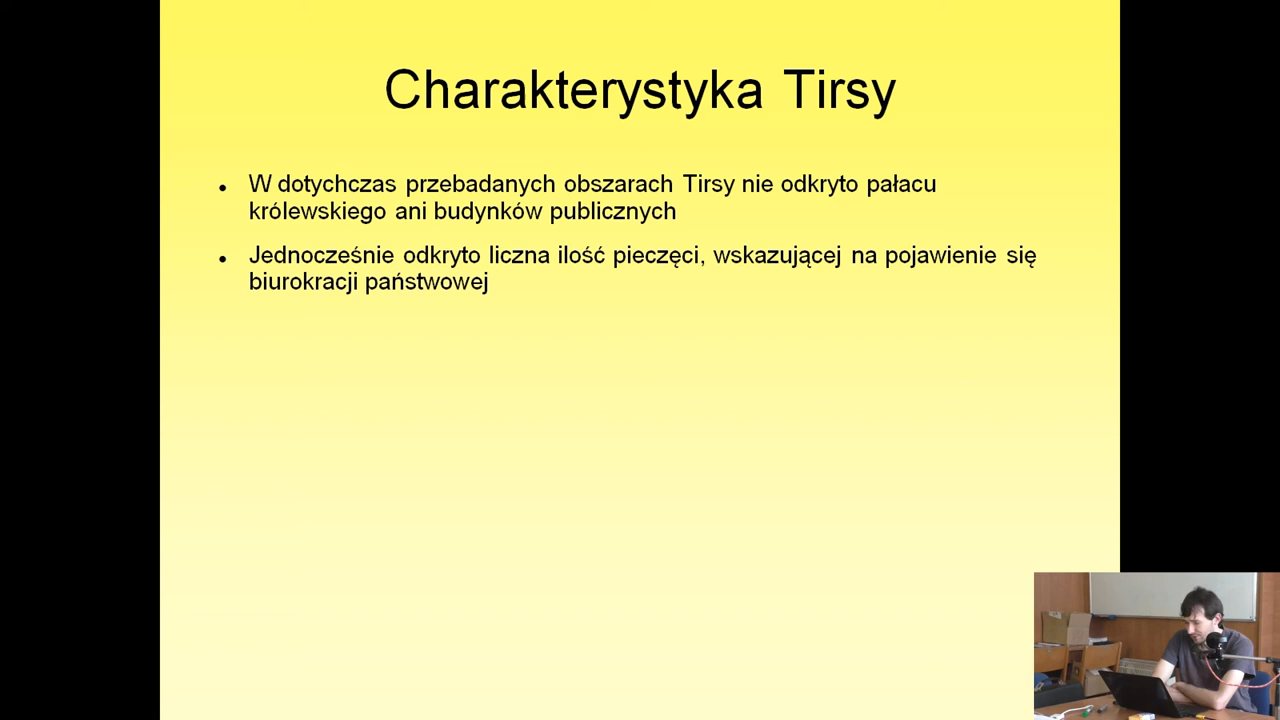 Charakterystyka Tirsy
W dotychczas przebadanych obszarach Tirsy nie odkryto pałacu
królewskiego ani budynków publicznych
Jednocześnie odkryto liczna ilość pieczęci, wskazującej na pojawienie się
biurokracji państwowej